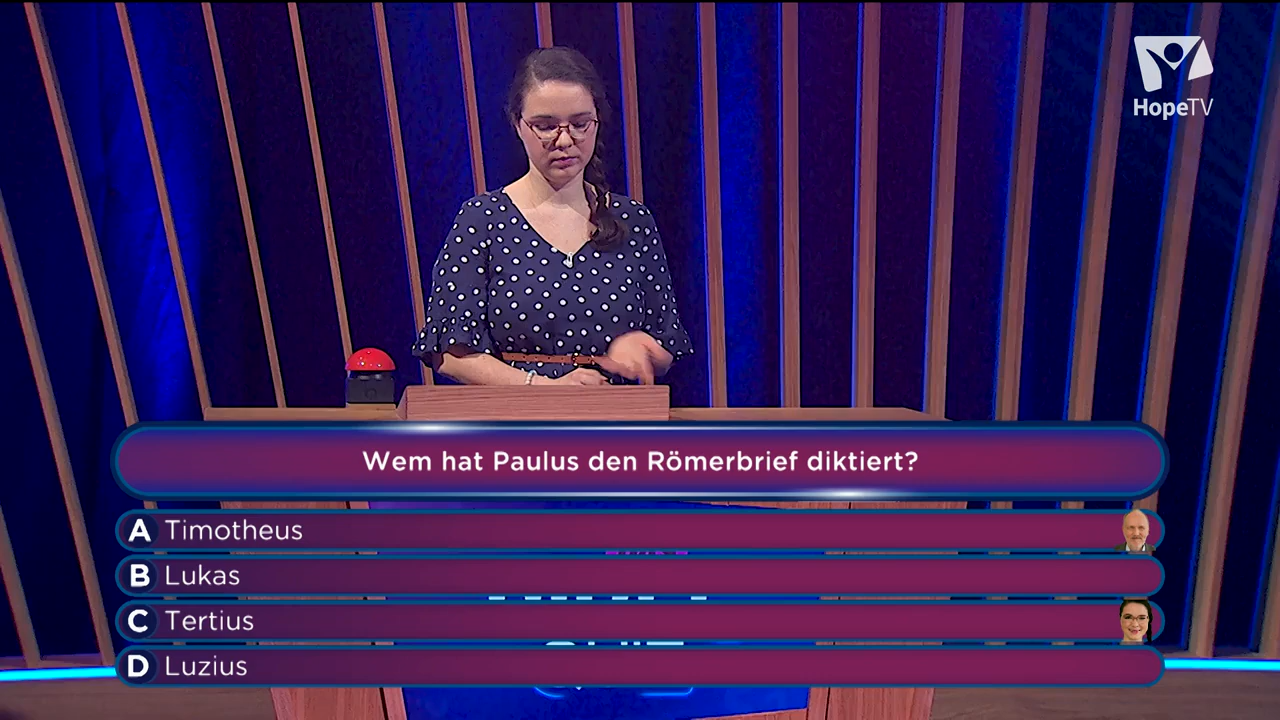 HopeTV
Wem hat Paulus den Römerbrief diktiert?
A Timotheus
B Lukas
C Tertius
D Luzius